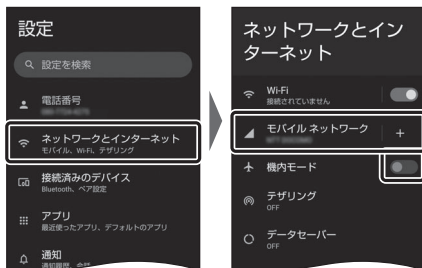 設定
設定を検索
電話番号
ネットワークとインターネット
モバイル、Wi-Fi、テザリング
接続済みのデバイス
Bluetooth、ペア設定
アプリ
最近使ったアプリ、デフォルトのアプリ
通知
ネットワークとイン
ターネット
Wi-Fi
接続されていません
モバイル ネットワーク
+
機内モード
テザリング
OFF
データセーバー
OFF